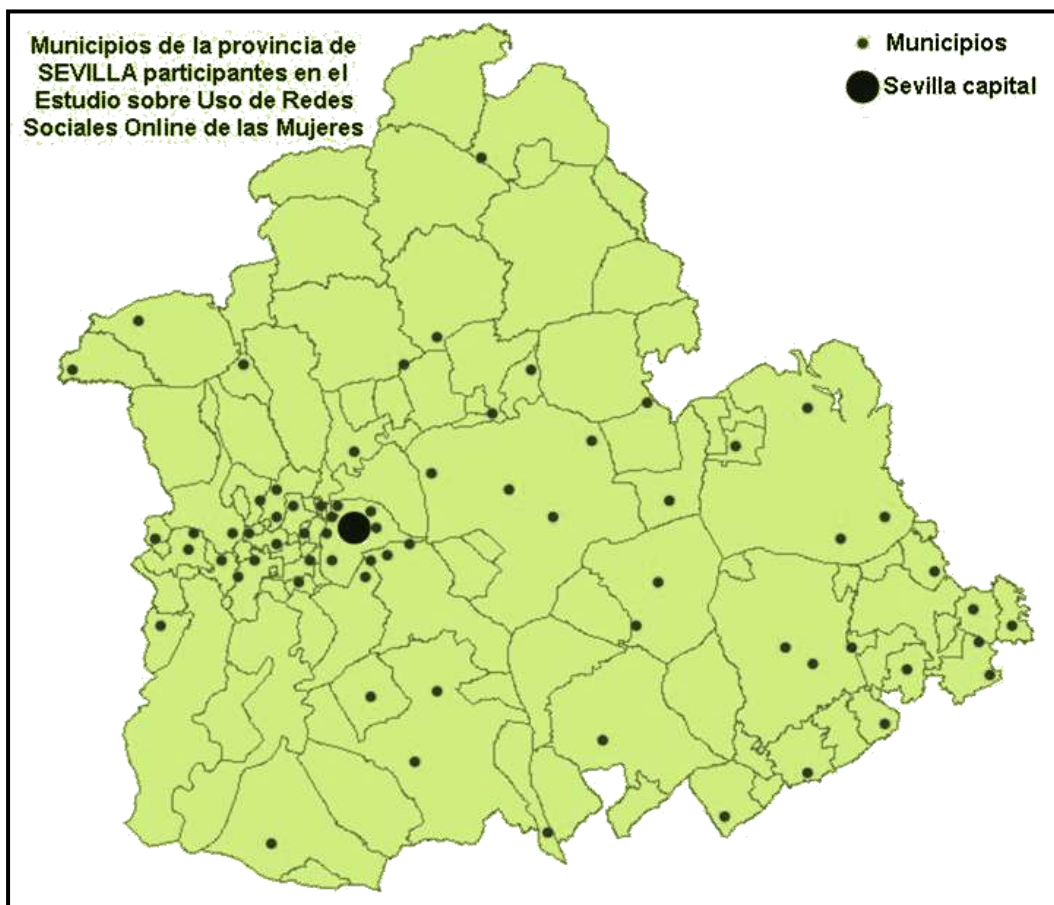 Municipios de la provincia de
SEVILLA participantes en el
Estudio sobre Uso de Redes
Sociales Online de las Mujeres
Municipios
Sevilla capital